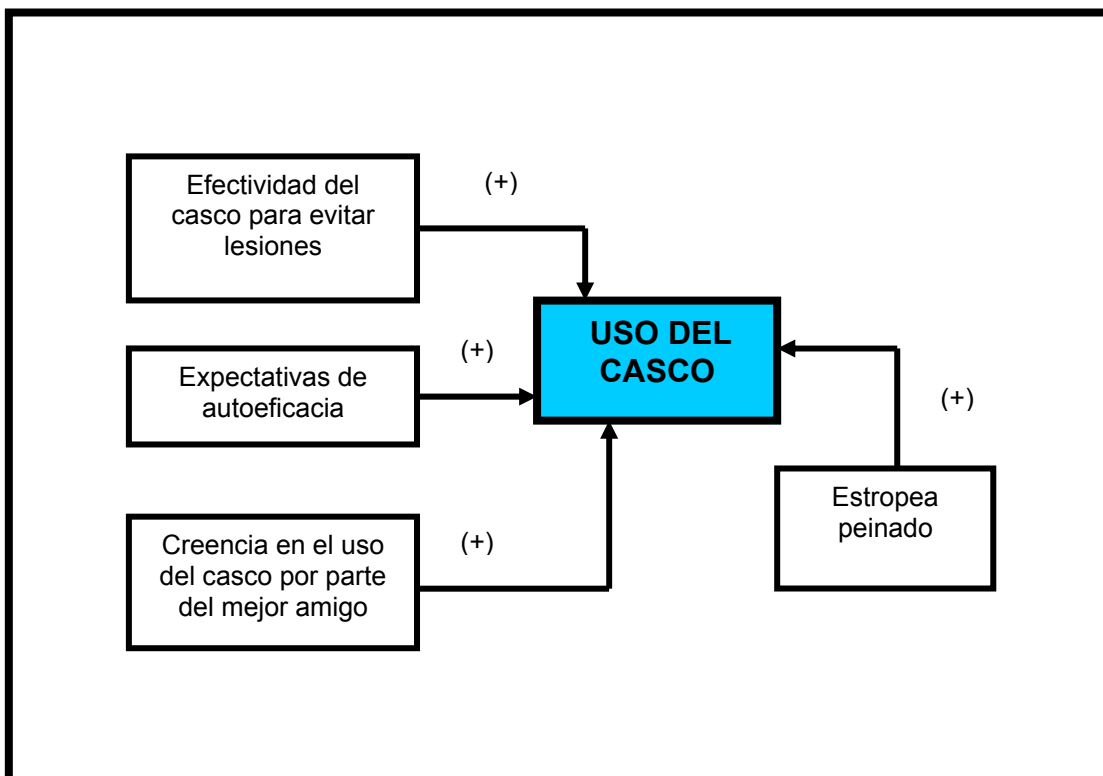 Efectividad del
casco para evitar
lesiones
(+)
USO DEL
CASCO
Expectativas de
autoeficacia
(+)
(+)
Estropea
peinado
Creencia en el uso
del casco por parte
del mejor amigo
(+)